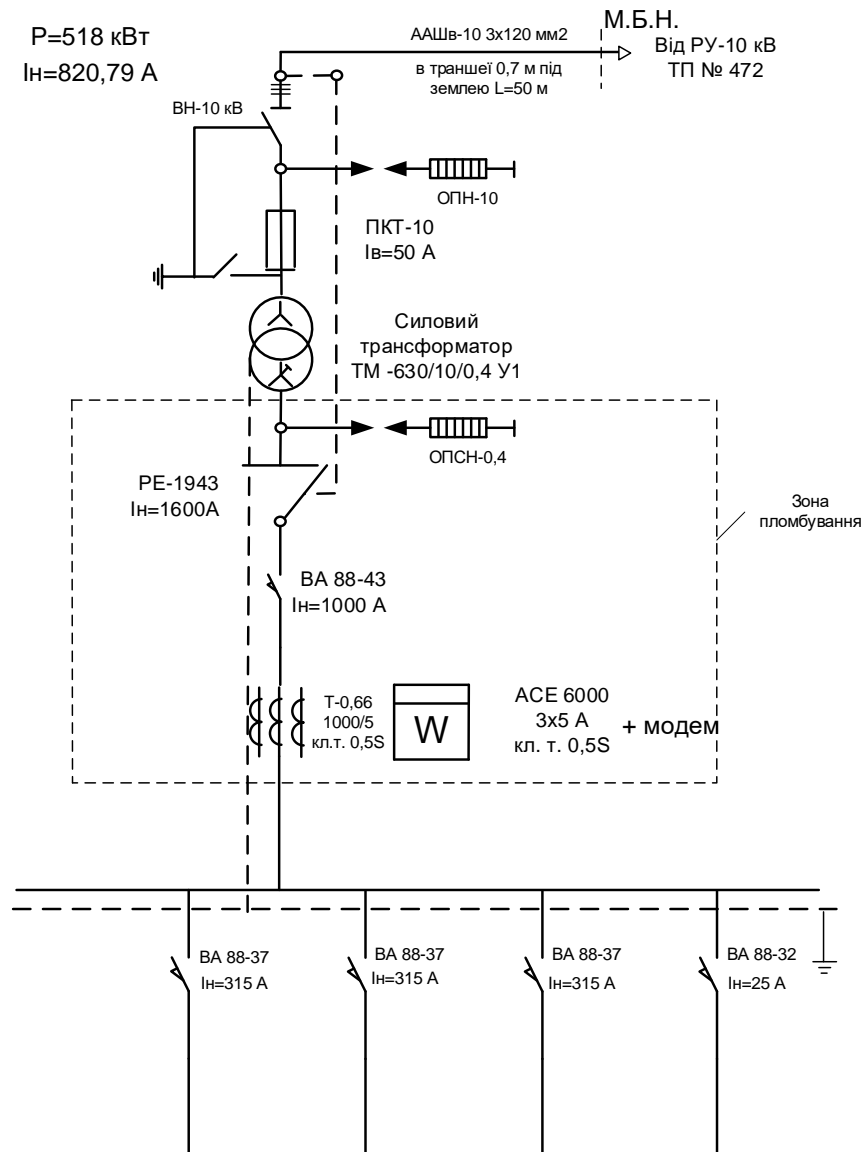 Р=518 кВт
Ін=820,79 А
ААШв-10 3х120 мм2
в траншеї 0,7 м під
землею L=50 м
М.Б.Н.
Від РУ-10 кВ
ТП № 472
ВН-10 кВ
ОПН-10
ПКТ-10
Ів=50 А
Силовий
трансформатор
ТМ -630/10/0,4 У1
ОПСН-0,4
РЕ-1943
Ін=1600А
Зона
пломбування
ВА 88-43
Ін=1000 А
Т-0,66
1000/5
кл.т. 0,5S
W
ACE 6000
3х5 А
кл. т. 0,5S
+ модем
ВА 88-37
Ін=315 А
ВА 88-37
Ін=315 А
ВА 88-37
Ін=315 А
ВА 88-32
Ін=25 А